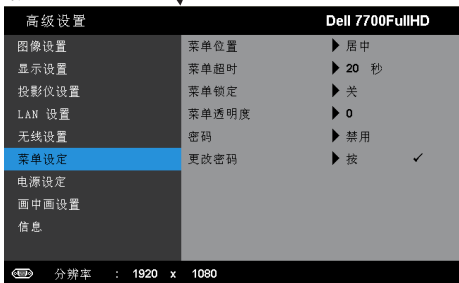 高级设置 Dell 7700FullHD
图像设置 菜单位置 居中
显示设置 菜单超时 20 秒
投影仪设置 菜单锁定 关
LAN 设置 菜单透明度 0
无线设置 密码 禁用
菜单设定 更改密码 按 ✓
电源设定
画中画设置
信息
分辨率 : 1920 x 1080